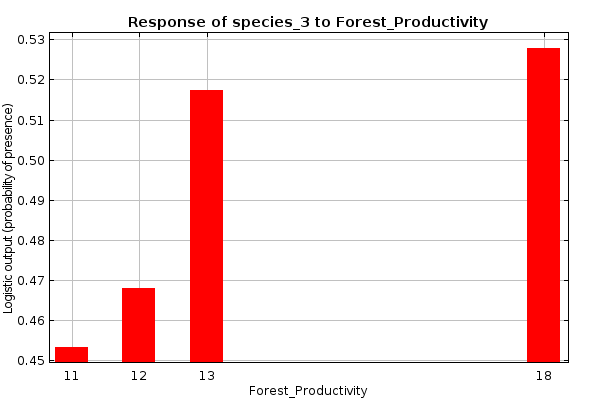 Response of species_3 to Forest_Productivity
Logistic output (probability of presence)
0.53
0.52
0.51
0.50
0.49
0.48
0.47
0.46
0.45
11 12 13 18
Forest_Productivity